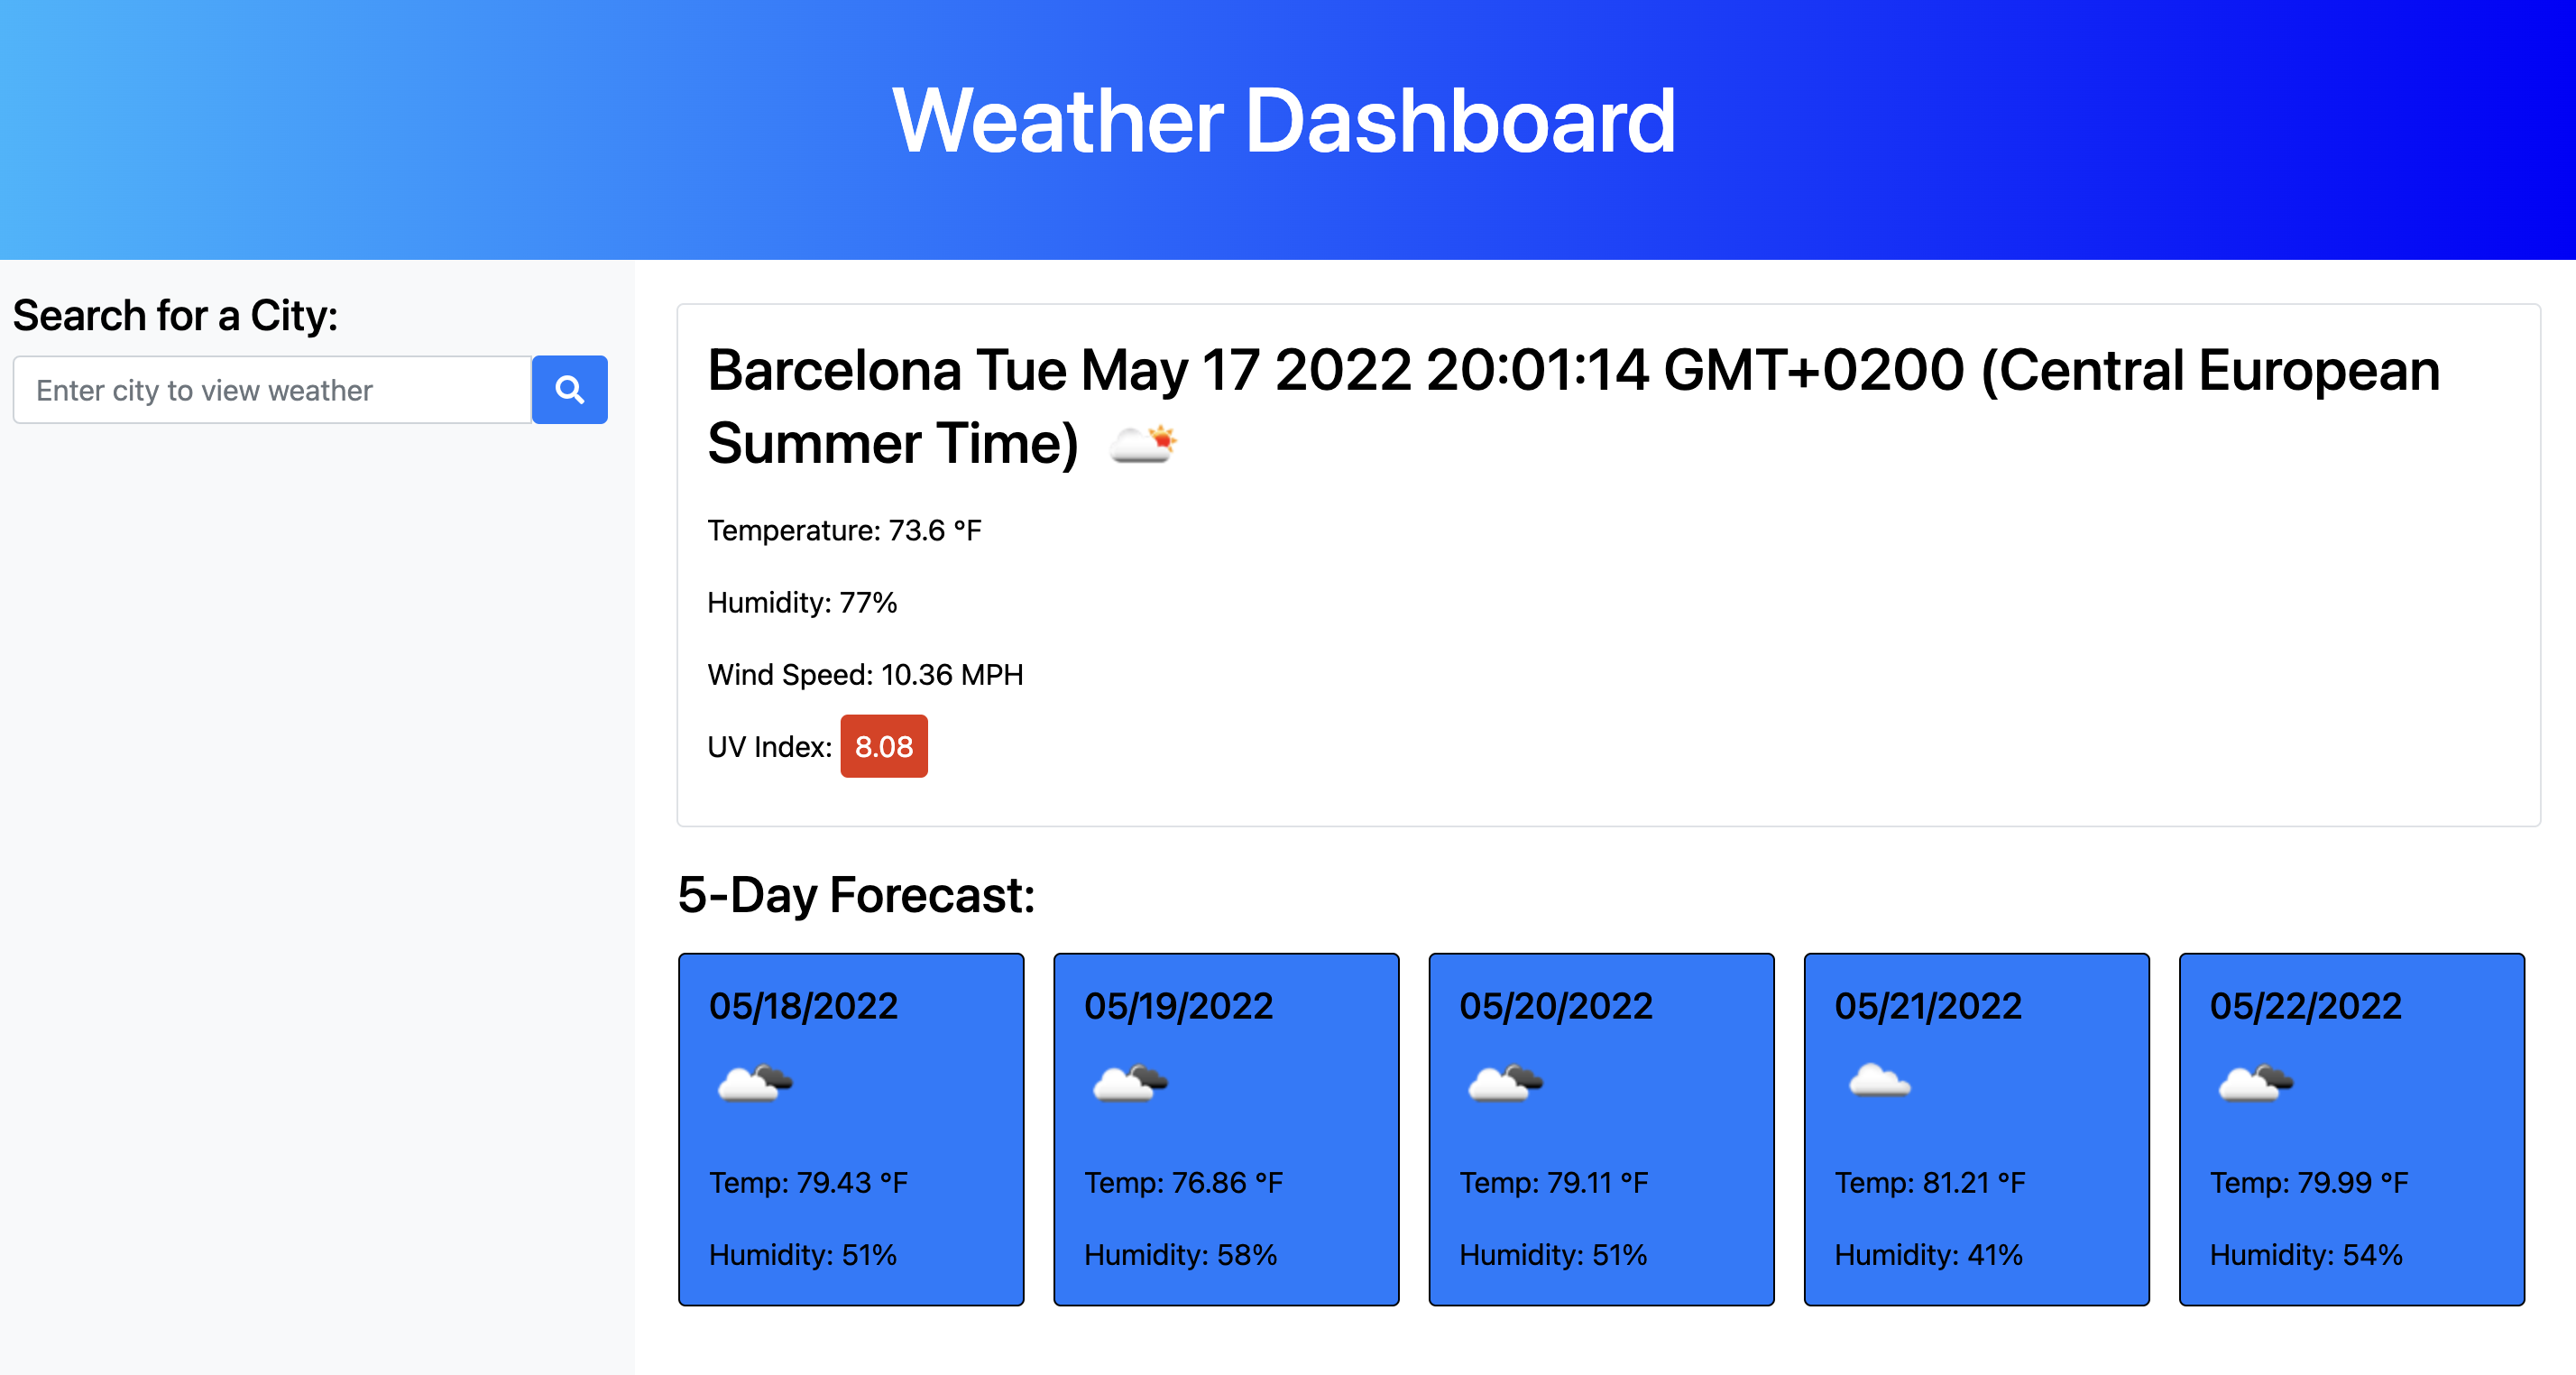 Weather Dashboard
Search for a City:
Enter city to view weather
Barcelona Tue May 17 2022 20:01:14 GMT+0200 (Central European
Summer Time)
Temperature: 73.6 °F
Humidity: 77%
Wind Speed: 10.36 MPH
UV Index: 8.08
5-Day Forecast:
05/18/2022
Temp: 79.43 °F
Humidity: 51%
05/19/2022
Temp: 76.86 °F
Humidity: 58%
05/20/2022
Temp: 79.11 °F
Humidity: 51%
05/21/2022
Temp: 81.21 °F
Humidity: 41%
05/22/2022
Temp: 79.99 °F
Humidity: 54%